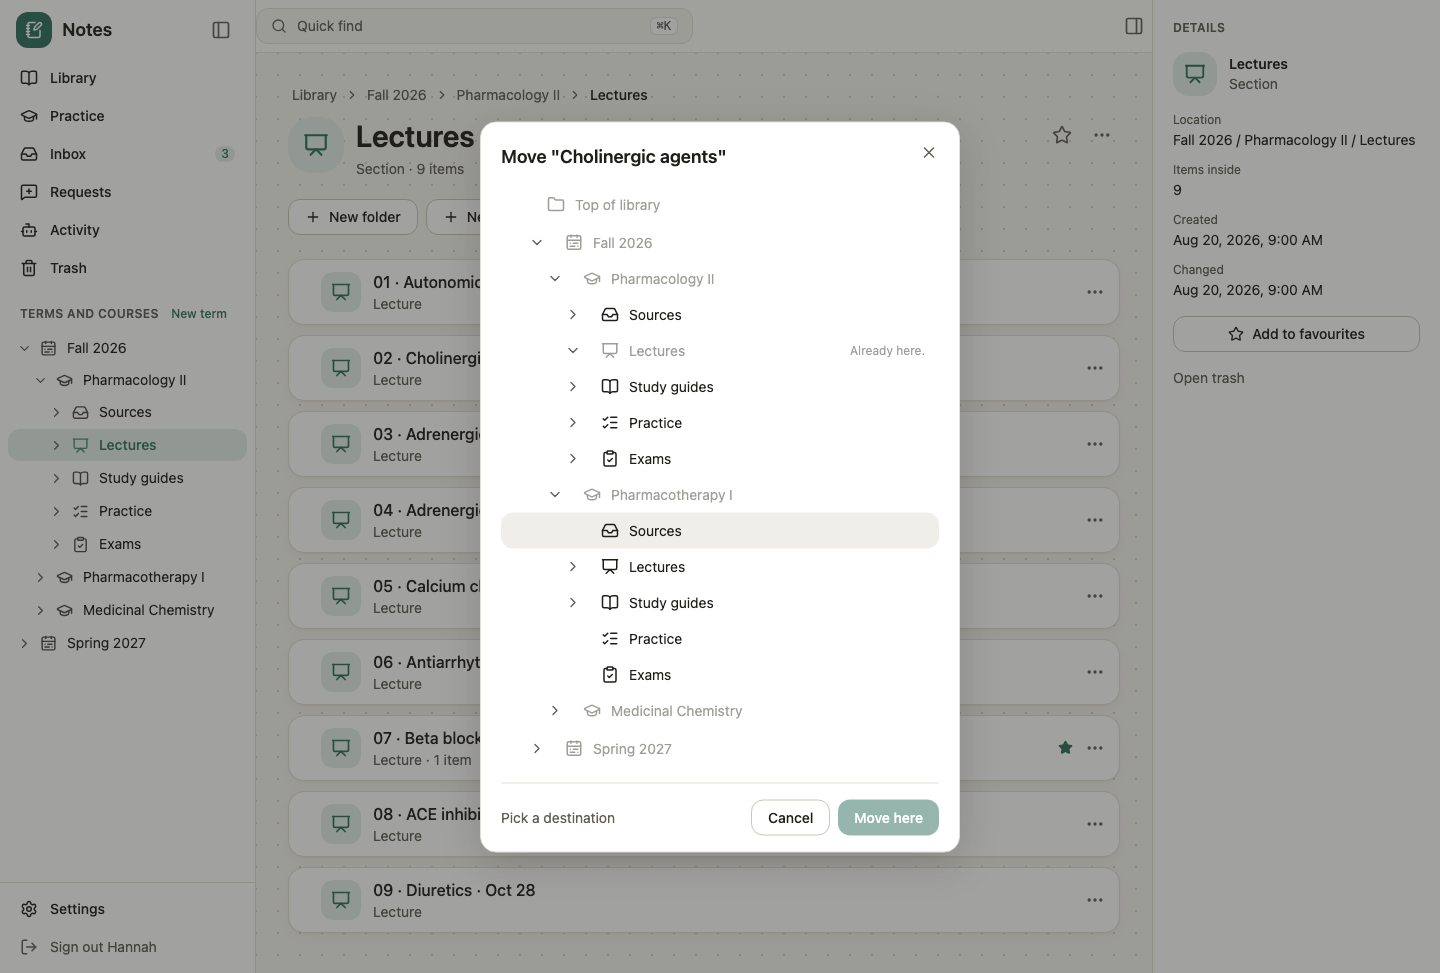 Notes
Library
Practice
Inbox 3
Requests
Activity
Trash
TERMS AND COURSES New term
Fall 2026
Pharmacology II
Sources
Lectures
Study guides
Practice
Exams
Pharmacotherapy I
Medicinal Chemistry
Spring 2027
Settings
Sign out Hannah
Quick find ⌘K
Library > Fall 2026 > Pharmacology II > Lectures
Lectures
Section · 9 items
New folder
01 · Autonomic
Lecture
02 ·
Lecture
03 ·
Lecture
04 ·
Lecture
05 · Calcium
Lecture
06 ·
Lecture
07 · Beta
Lecture · 1 item
08 · ACE
Lecture
09 · Diuretics · Oct 28
Lecture
Move "Cholinergic agents"
Top of library
Fall 2026
Pharmacology II
Sources
Lectures Already here.
Study guides
Practice
Exams
Pharmacotherapy I
Sources
Lectures
Study guides
Practice
Exams
Medicinal Chemistry
Spring 2027
Pick a destination
Cancel
Move here
DETAILS
Lectures
Section
Location
Fall 2026 / Pharmacology II / Lectures
Items inside
9
Created
Aug 20, 2026, 9:00 AM
Changed
Aug 20, 2026, 9:00 AM
Add to favourites
Open trash